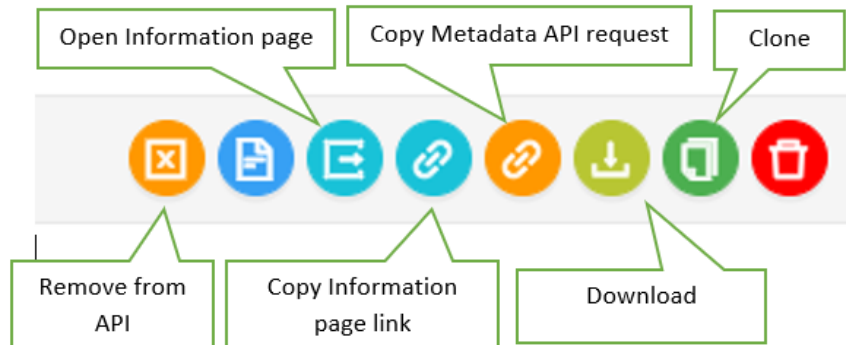 Open Information page
Copy Metadata API request
Clone
Remove from
API
Copy Information
page link
Download